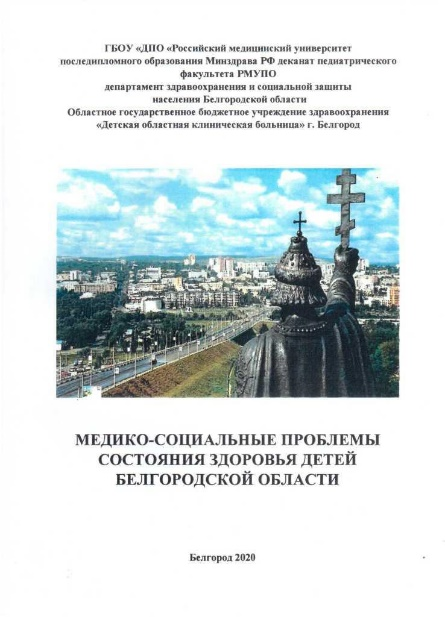 ГБОУ «ДПО «Российский медицинский университет
последипломного образования Минздрава РФ деканат педиатрического
факультета РМУПО
департамент здравоохранения и социальной защиты
населения Белгородской области
Областное государственное бюджетное учреждение здравоохранения
«Детская областная клиническая больница» г. Белгород
МЕДИКО-СОЦИАЛЬНЫЕ ПРОБЛЕМЫ
СОСТОЯНИЯ ЗДОРОВЬЯ ДЕТЕЙ
БЕЛГОРОДСКОЙ ОБЛАСТИ
Белгород 2020